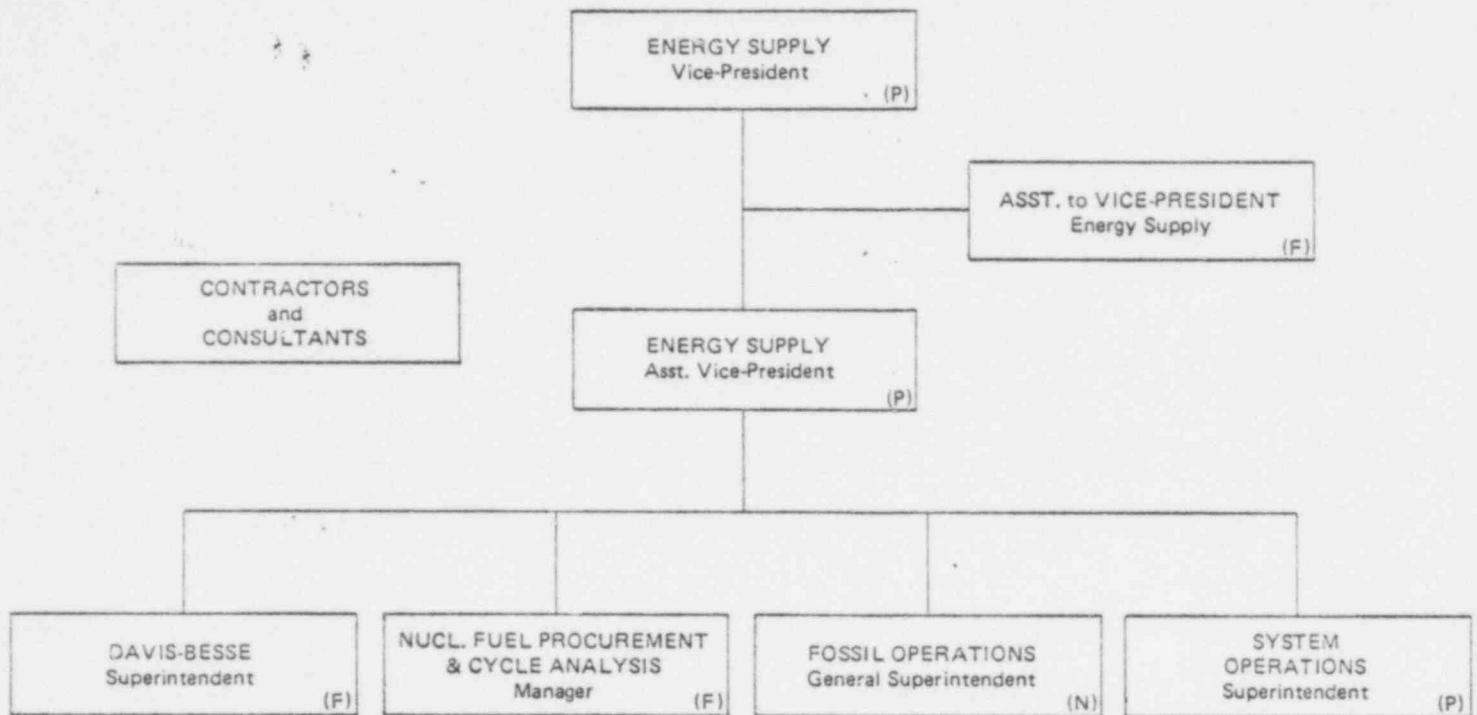 ENERGY SUPPLY
Vice-President
(P)
ASST. to VICE-PRESIDENT
Energy Supply
(F)
CONTRACTORS
and
CONSULTANTS
ENERGY SUPPLY
Asst. Vice-President
(P)
DAVIS-BESSE
Superintendent
(F)
NUCL. FUEL PROCUREMENT
& CYCLE ANALYSIS
Manager
(F)
FOSSIL OPERATIONS
General Superintendent
(N)
SYSTEM
OPERATIONS
Superintendent
(P)